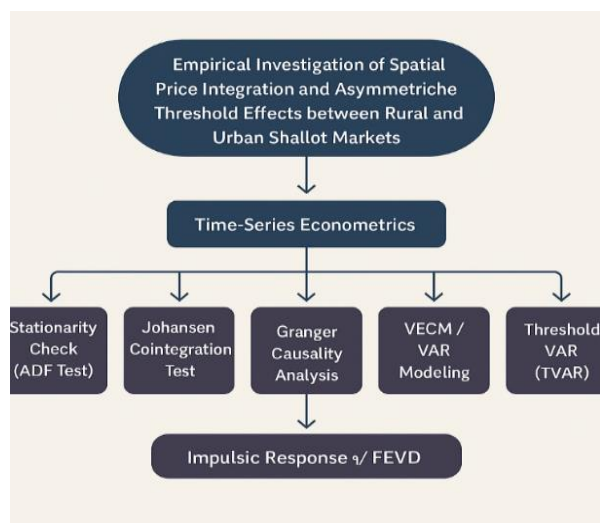 Empirical Investigation of Spatial
Price Integration and Asymmetriche
Threshold Effects between Rural and
Urban Shallot Markets
Time-Series Econometrics
Stationarity
Check
(ADF Test)
Johansen
Cointegration
Test
Granger
Causality
Analysis
VECM /
VAR
Modeling
Threshold
VAR
(TVAR)
Impulsic Response / FEVD